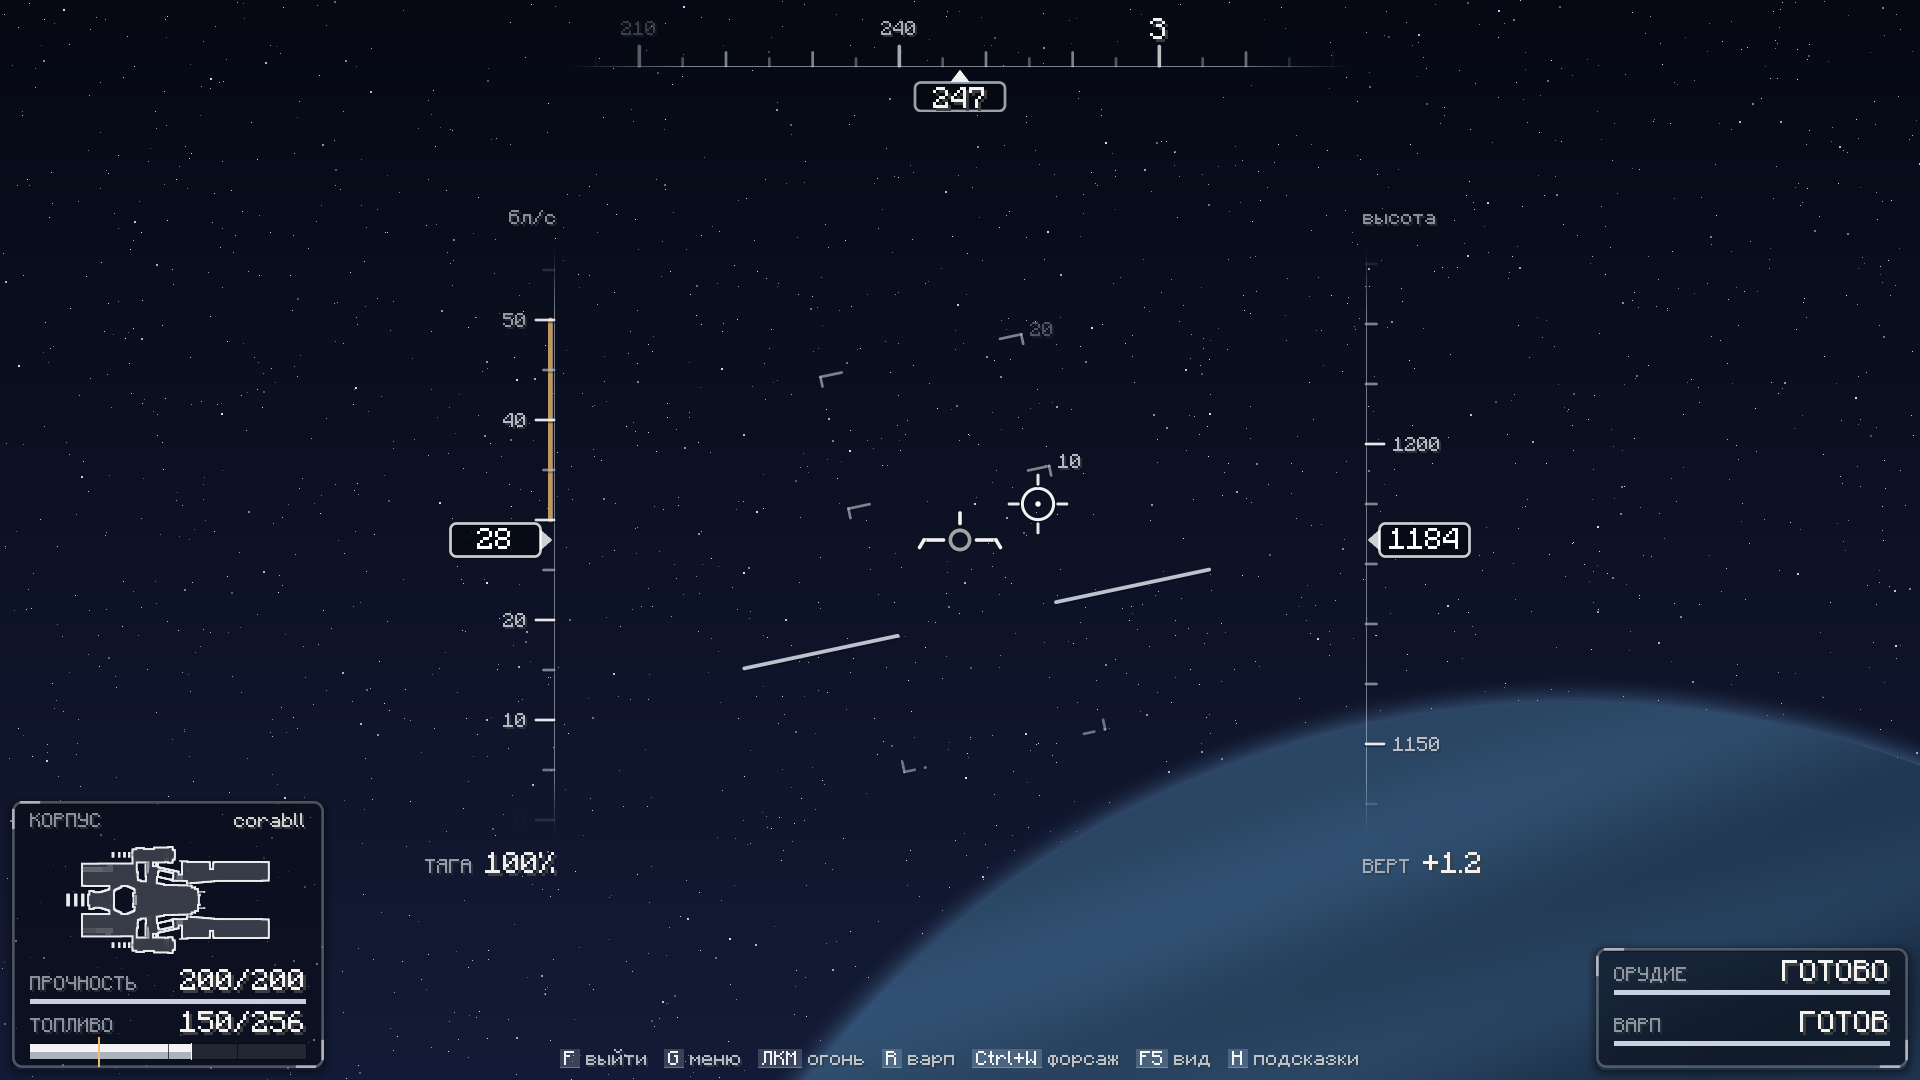 210 240 3
247
бл/с высота
50
20
40
10
1200
28
1184
20
10
1150
ТЯГА 100%
ВЕРТ +1.2
КОРПУС corabll
ПРОЧНОСТЬ 200/200
ТОПЛИВО 150/256
ОРУДИЕ ГОТОВО
ВАРП ГОТОВ
F выйти G меню ЛКМ огонь R варп Ctrl+W форсаж F5 вид H подсказки